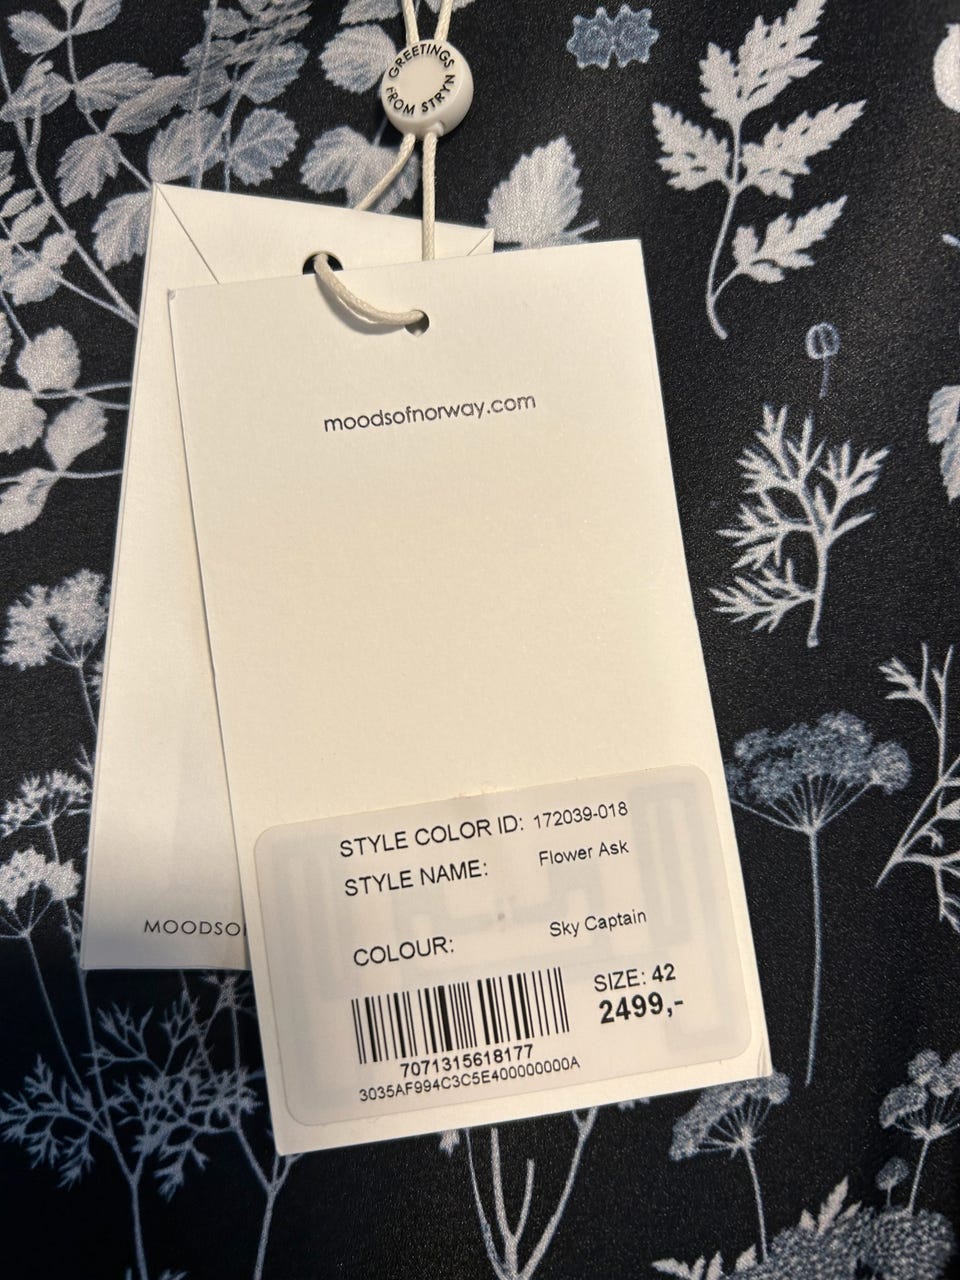 GREETINGS
FROM STRYN
moodsofnorway.com
STYLE COLOR ID: 172039-018
STYLE NAME: Flower Ask
COLOUR: Sky Captain
SIZE: 42
2499,-
7071315618177
3035AF994C3C5E400000000A
MOODSO